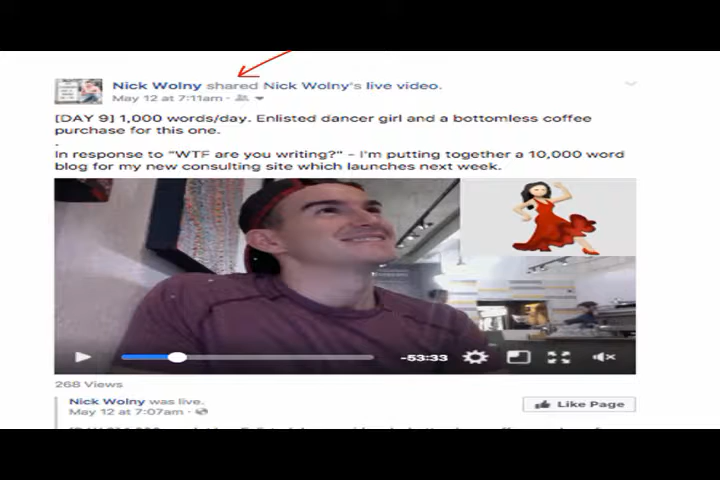 Nick Wolny shared Nick Wolny's live video.
May 12 at 7:11am
[DAY 9] 1,000 words/day. Enlisted dancer girl and a bottomless coffee
purchase for this one.
.
In response to "WTF are you writing?" - I'm putting together a 10,000 word
blog for my new consulting site which launches next week.
-53:33
268 Views
Nick Wolny was live.
May 12 at 7:07am
Like Page